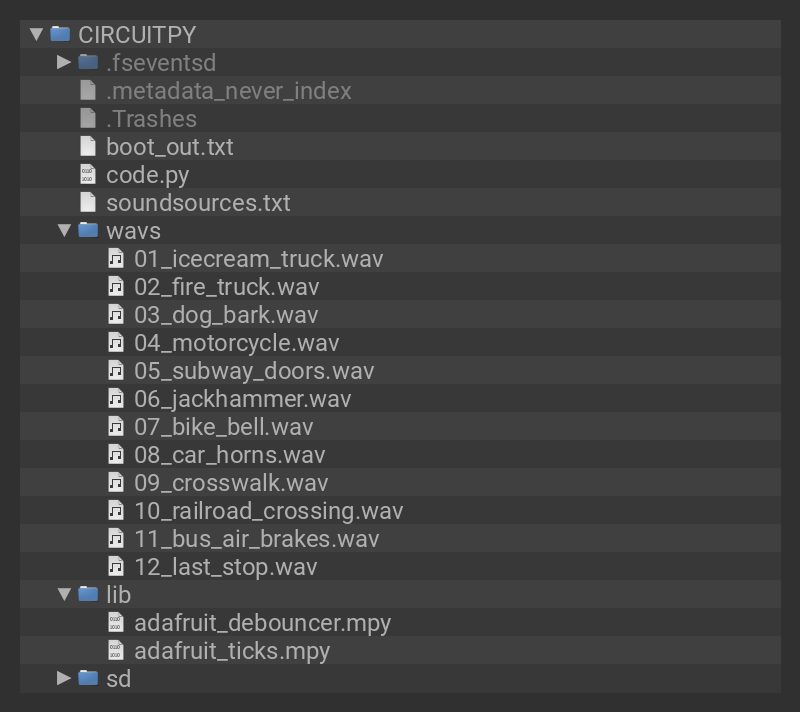 CIRCUITPY
.fseventsd
.metadata_never_index
.Trashes
boot_out.txt
code.py
soundsources.txt
wavs
01_icecream_truck.wav
02_fire_truck.wav
03_dog_bark.wav
04_motorcycle.wav
05_subway_doors.wav
06_jackhammer.wav
07_bike_bell.wav
08_car_horns.wav
09_crosswalk.wav
10_railroad_crossing.wav
11_bus_air_brakes.wav
12_last_stop.wav
lib
adafruit_debouncer.mpy
adafruit_ticks.mpy
sd